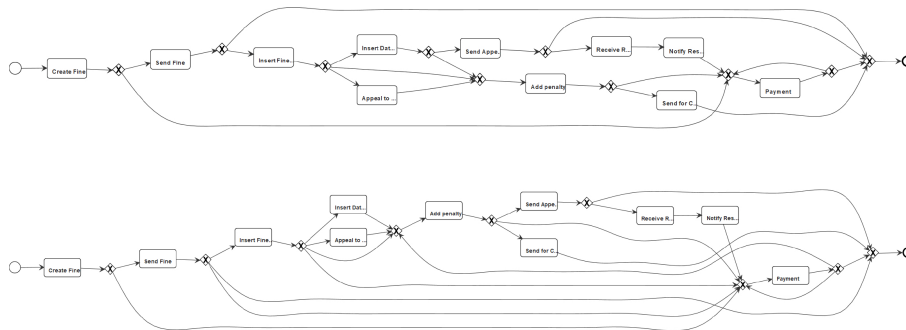 Create Fine
Send Fine
Insert Fine..
Insert Dat...
Appeal to ...
Send Appe..
Add penalty
Receive R...
Notify Res...
Send for C...
Payment
Create Fine
Send Fine
Insert Fine..
Insert Dat...
Appeal to ...
Add penalty
Send Appe..
Send for C...
Receive R...
Notify Res...
Payment